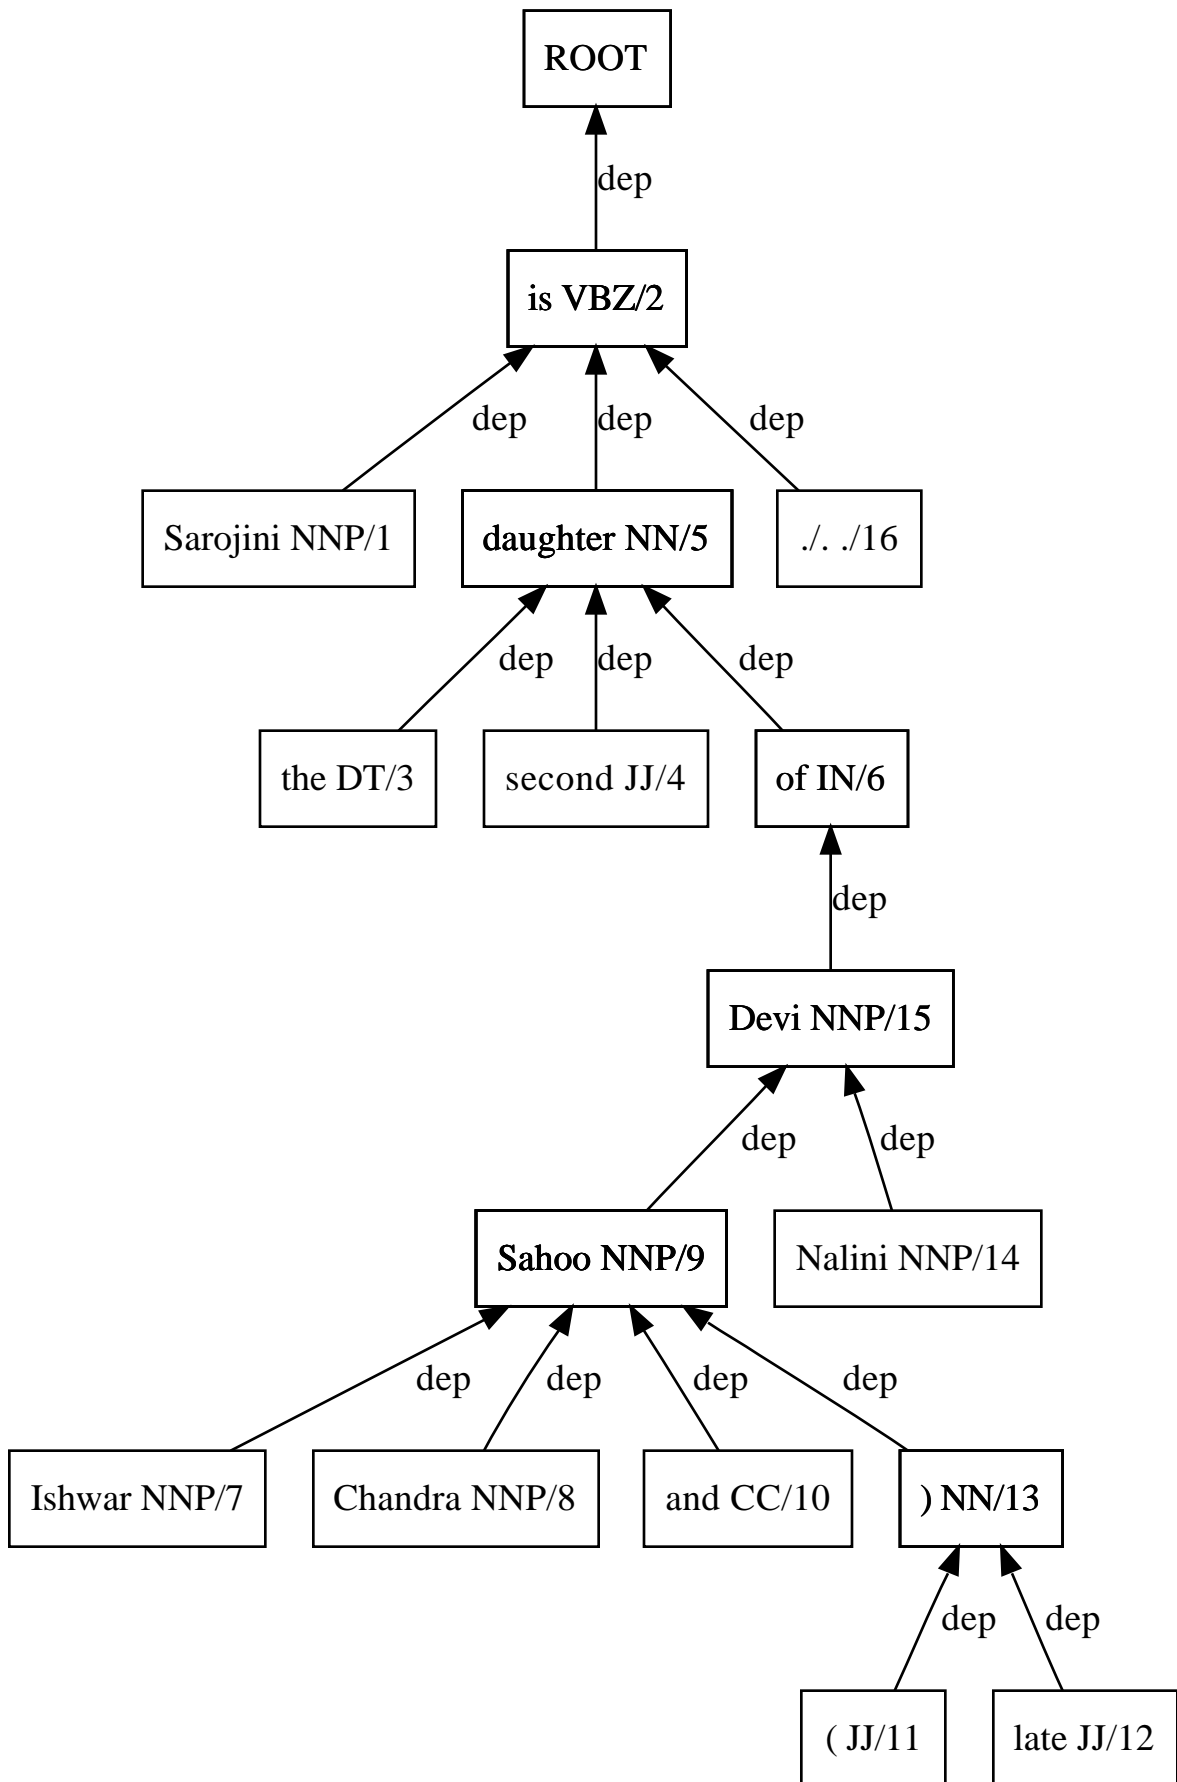 ROOT
dep
is VBZ/2
dep dep dep
Sarojini NNP/1 daughter NN/5 ./. ./16
dep dep dep
the DT/3 second JJ/4 of IN/6
dep
Devi NNP/15
dep dep
Sahoo NNP/9 Nalini NNP/14
dep dep dep dep
Ishwar NNP/7 Chandra NNP/8 and CC/10 ) NN/13
dep dep
( JJ/11 late JJ/12